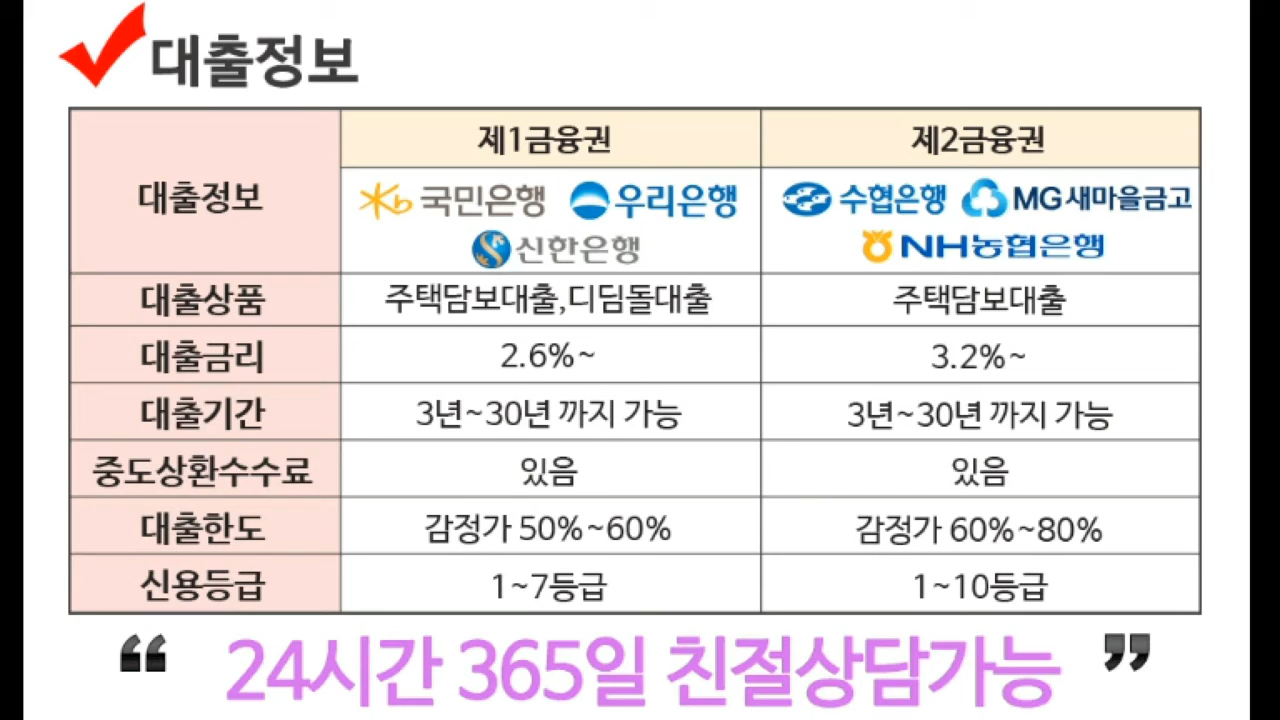 대출정보
대출정보
제1금융권
제2금융권
Kb 국민은행 우리은행
신한은행
수협은행 MG새마을금고
NH농협은행
대출상품 주택담보대출,디딤돌대출 주택담보대출
대출금리 2.6%~ 3.2%~
대출기간 3년~30년 까지 가능 3년~30년 까지 가능
중도상환수수료 있음 있음
대출한도 감정가 50%~60% 감정가 60%~80%
신용등급 1~7등급 1~10등급
“ 24시간 365일 친절상담가능 ”